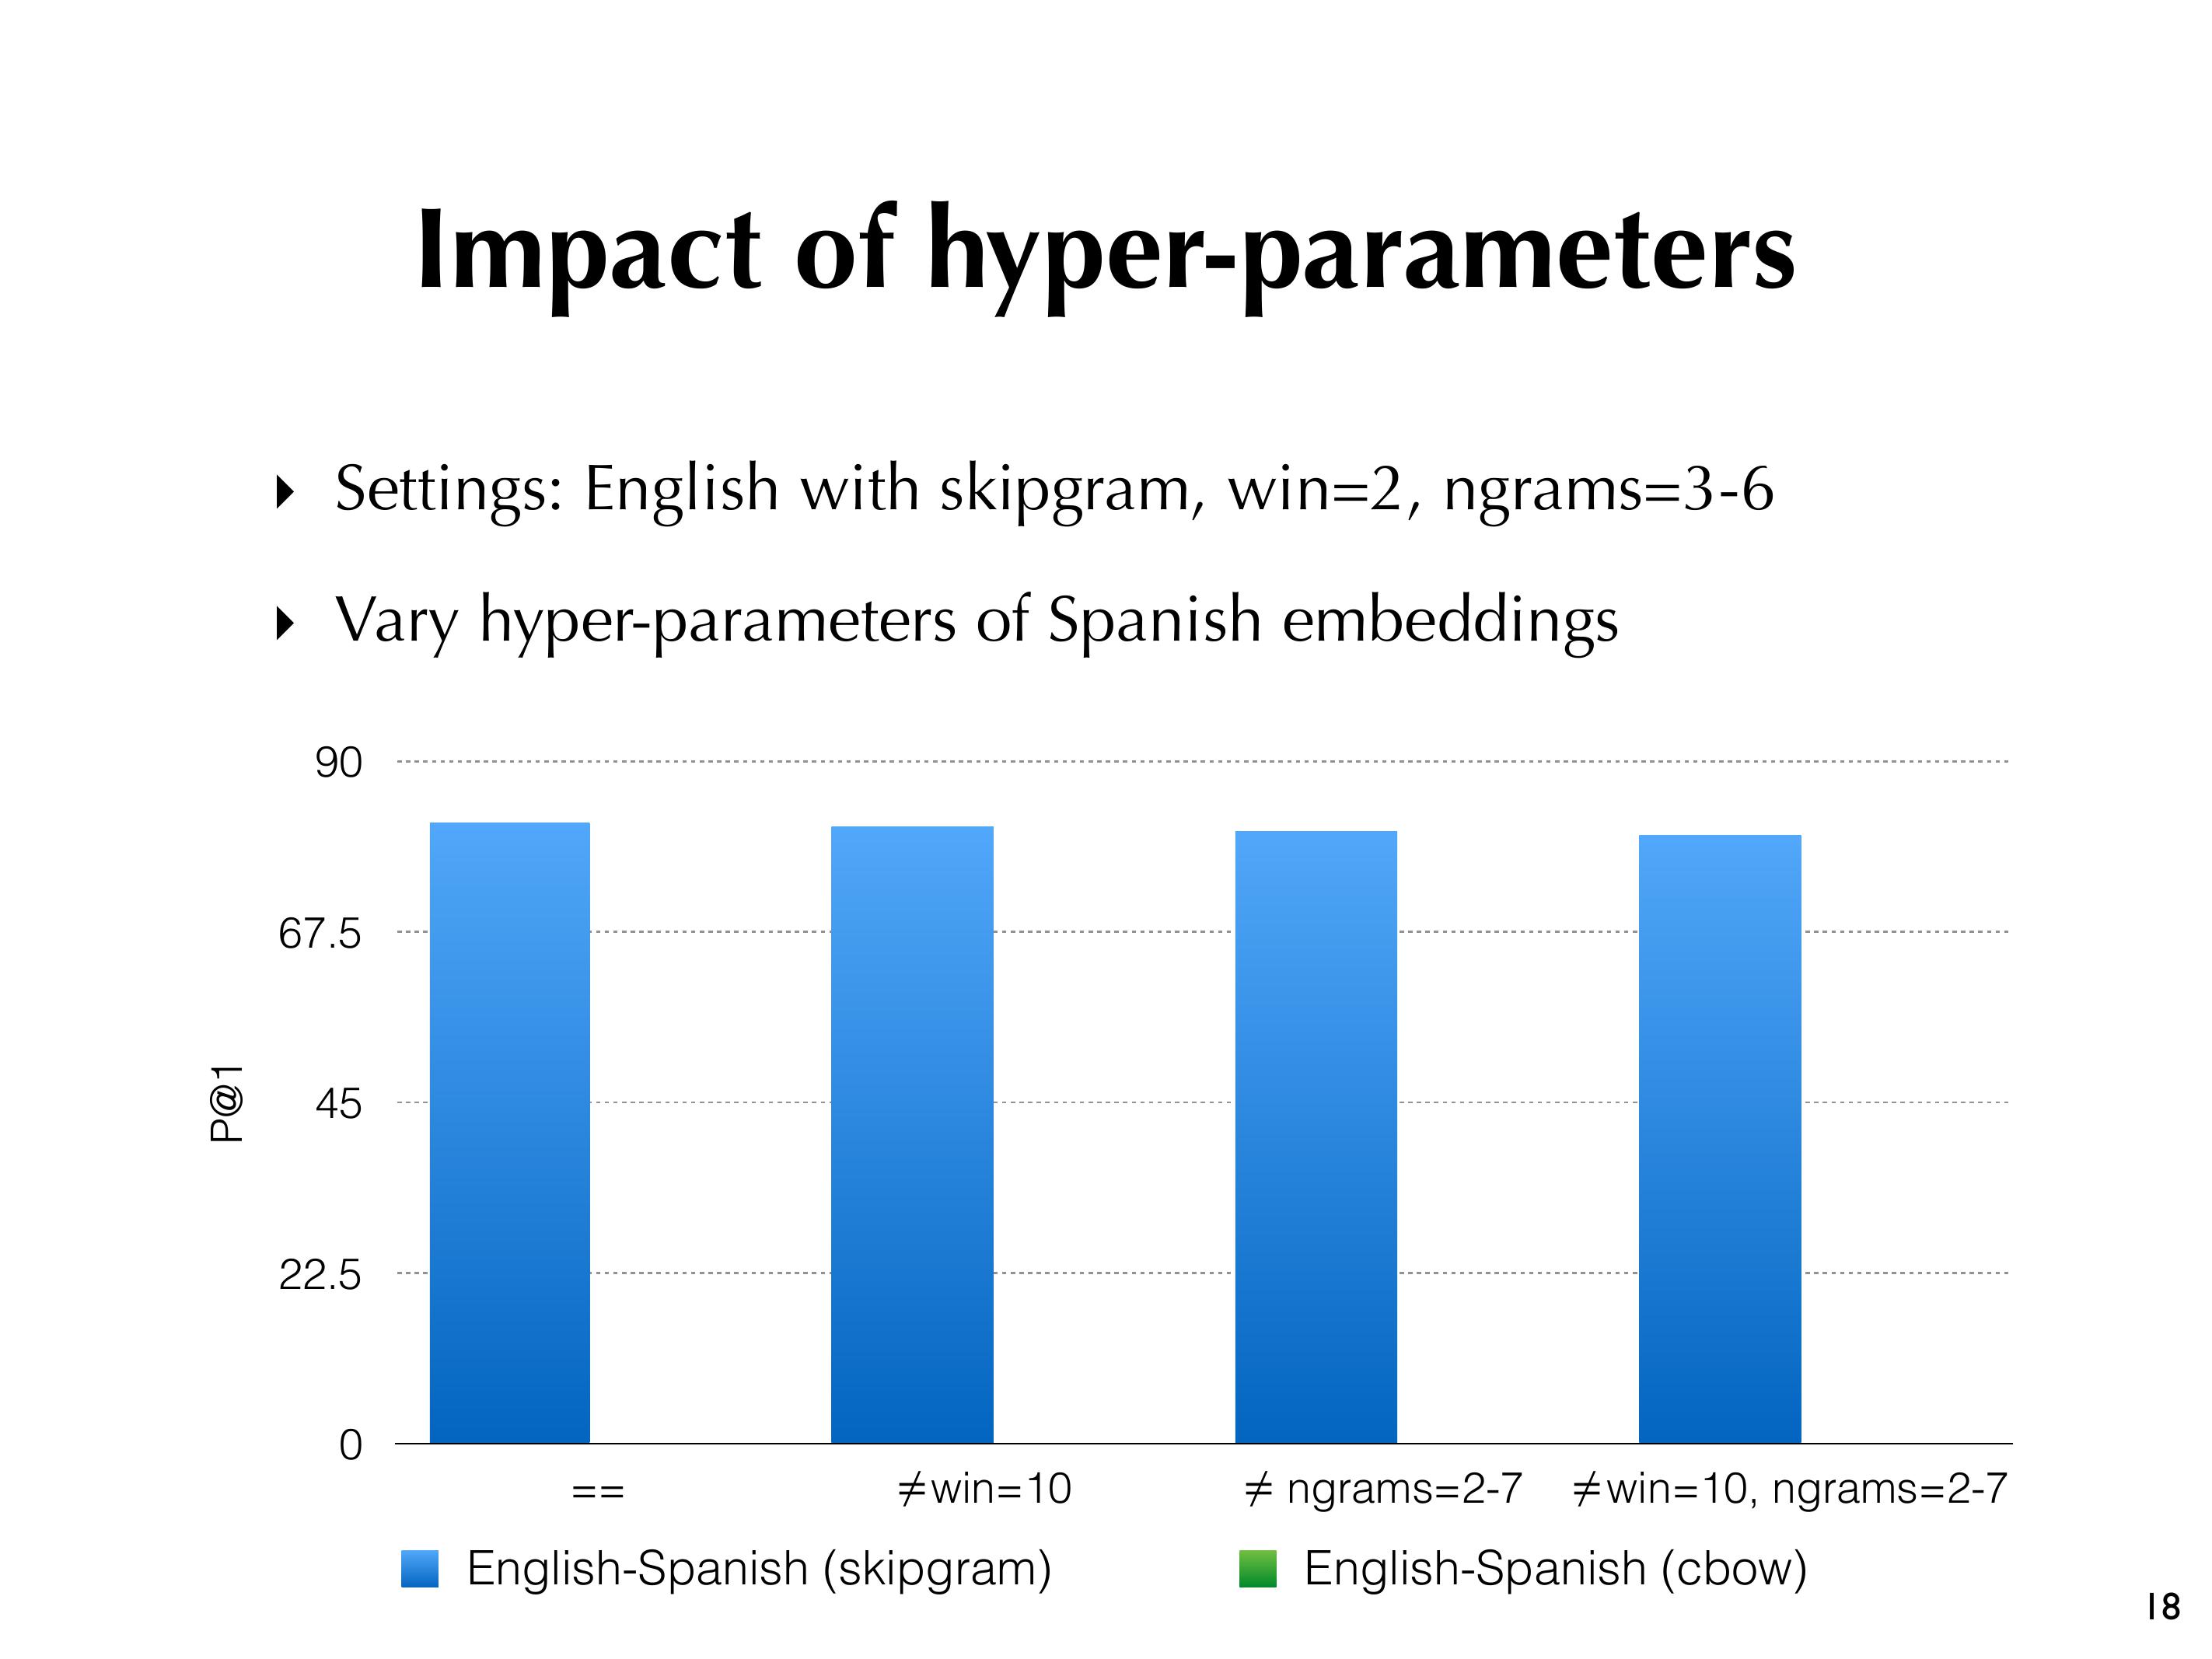 Impact of hyper-parameters
Settings: English with skipgram, win=2, ngrams=3-6
Vary hyper-parameters of Spanish embeddings
90
67.5
45
22.5
0
P@1
==
≠win=10
≠ ngrams=2-7
≠win=10, ngrams=2-7
English-Spanish (skipgram)
English-Spanish (cbow)
18